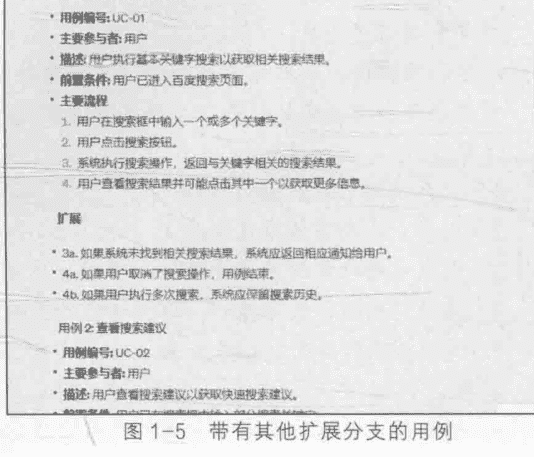 • 用例编号:UC-01
• 主要参与者:用户
• 描述:用户执行基本关键字搜索以获取相关搜索结果。
• 前置条件:用户已进入百度搜索页面。
• 主要流程
1. 用户在搜索框中输入一个或多个关键字。
2. 用户点击搜索按钮。
3. 系统执行搜索操作，返回与关键字相关的搜索结果。
4. 用户查看搜索结果并可能点击其中一个以获取更多信息。
扩展
• 3a.如果系统未找到相关搜索结果，系统应返回相应通知给用户。
• 4a.如果用户取消了搜索操作，用例结束。
• 4b.如果用户执行多次搜索，系统应保留搜索历史。
用例2:查看搜索建议
• 用例编号:UC-02
• 主要参与者:用户
• 描述:用户查看搜索建议以获取快速搜索建议。
图 1-5 带有其他扩展分支的用例